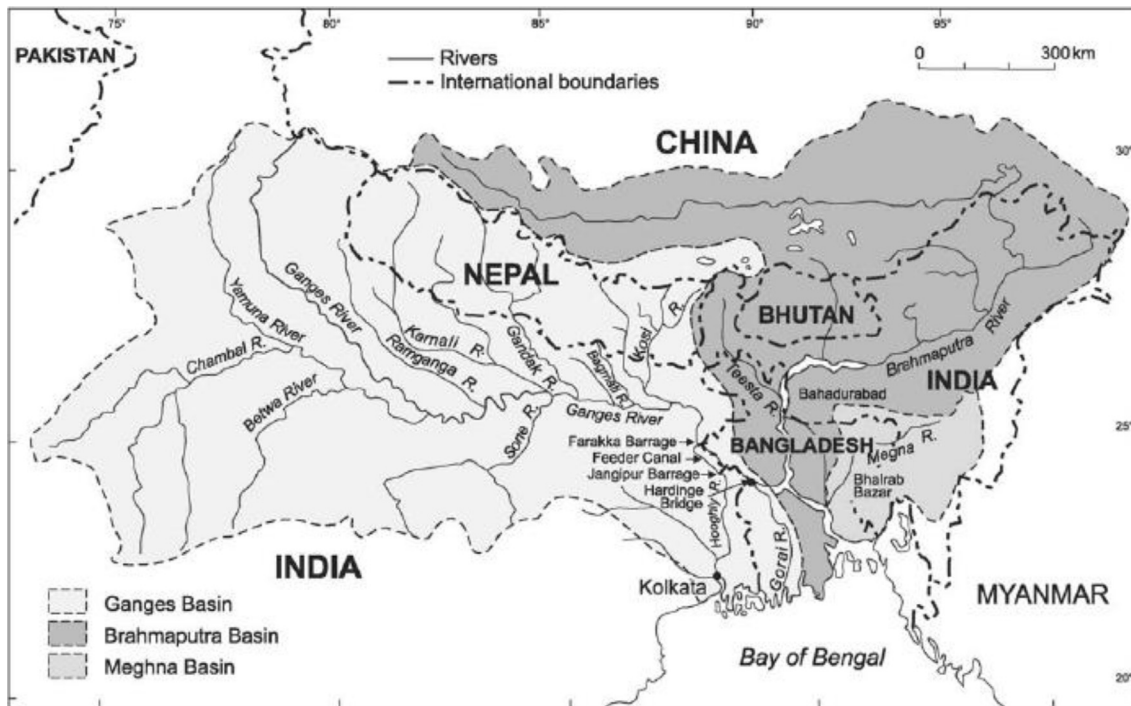 75°
80°
85°
90°
95°
PAKISTAN
Rivers
International boundaries
0 300 km
CHINA
30°
NEPAL
BHUTAN
Ganges River
Yamuna River
Chambal R.
Betwa River
Karnali R.
Ramganga R.
Gandak R.
Bagmati R.
Kosi R.
Teesta R.
Brahmaputra River
Bahadurabad
INDIA
Sone R.
Ganges River
25°
Farakka Barrage
Feeder Canal
Jangipur Barrage
Hardinge
Bridge
BANGLADESH
Megna R.
Bhairab
Bazar
Hooghly R.
Gorai R.
INDIA
Kolkata
MYANMAR
Ganges Basin
Brahmaputra Basin
Meghna Basin
Bay of Bengal
20°